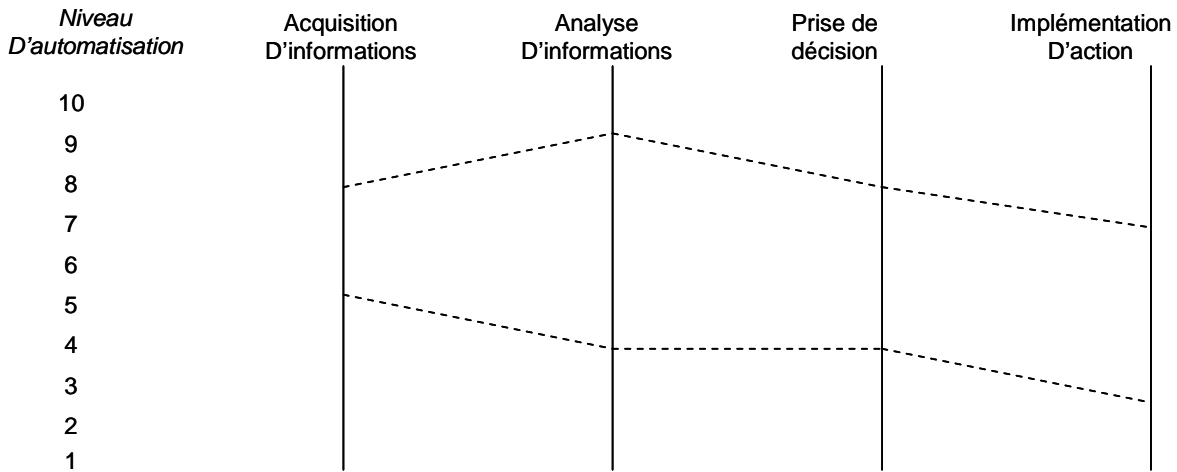 Niveau
D'automatisation
Acquisition
D'informations
Analyse
D'informations
Prise de
décision
Implémentation
D'action
10
9
8
7
6
5
4
3
2
1